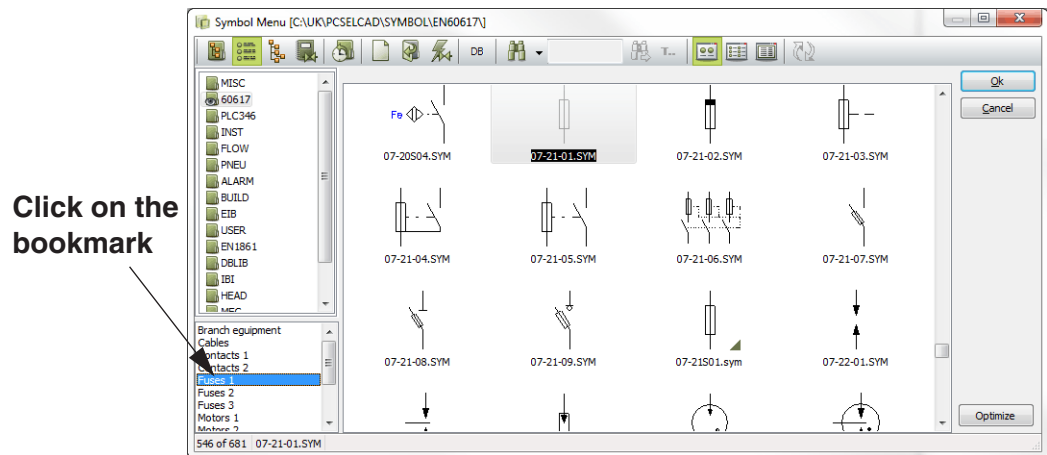 Symbol Menu [C:\UK\PCSELCAD\SYMBOL\EN60617\]
DB
T..
MISC
60617
PLC346
INST
FLOW
PNEU
ALARM
BUILD
EIB
USER
EN1861
DBLIB
IBI
HEAD
MEC
Click on the
bookmark
Branch equipment
Cables
Contacts 1
Contacts 2
Fuses 1
Fuses 2
Fuses 3
Motors 1
Motors 2
Fe
07-20S04.SYM 07-21-01.SYM 07-21-02.SYM 07-21-03.SYM
07-21-04.SYM 07-21-05.SYM 07-21-06.SYM 07-21-07.SYM
07-21-08.SYM 07-21-09.SYM 07-21S01.sym 07-22-01.SYM
Ok
Cancel
Optimize
546 of 681 07-21-01.SYM